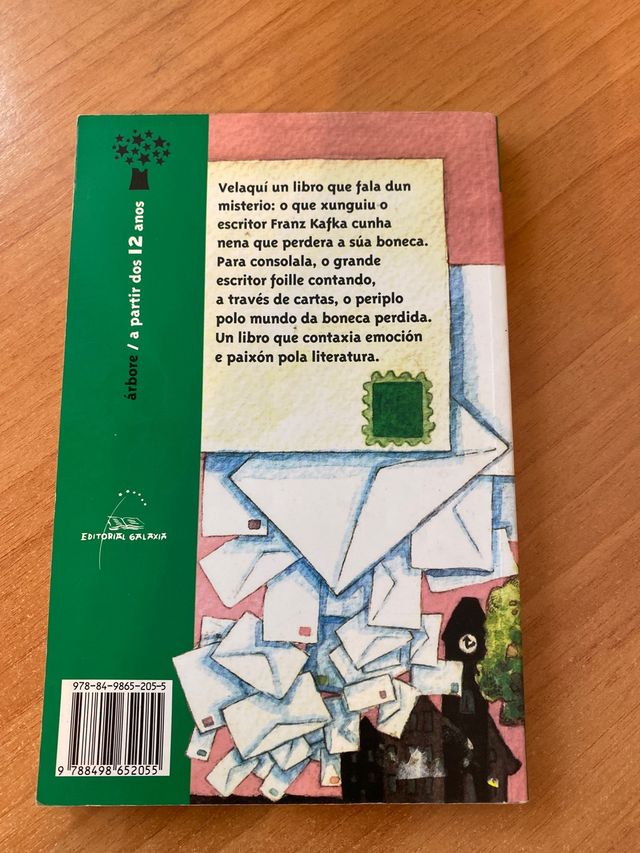 Velaquí un libro que fala dun
misterio: o que xunguiu o
escritor Franz Kafka cunha
nena que perdera a súa boneca.
Para consolala, o grande
escritor foille contando,
a través de cartas, o periplo
polo mundo da boneca perdida.
Un libro que contaxia emoción
e paixón pola literatura.
árbore / a partir dos 12 anos
EDITORIAL GALAXIA
978-84-9865-205-5
9 788498 652055